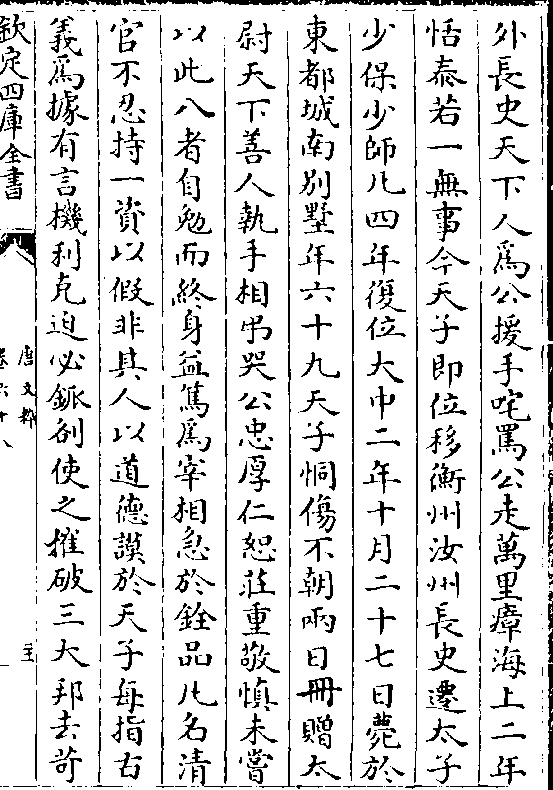 外長史天下人爲公援手咤罵公走萬里瘴海上二年
恬泰若一無事今天子即位移衡州汝州長史遷太子
少保少師凡四年復位大中二年十月二十七日薨於
東都城南别墅年六十九天子恫傷不朝兩日冊贈太
尉天下善人執手相弔哭公忠厚仁恕莊重敬慎未嘗
以此八者自勉而終身益篤爲宰相急於銓品凡名清
官不忍持一資以假非其人以道德謨於天子每指古
義爲據有言機利克迫必鈲刮使之摧破三大邦去苛
欽定四庫全書
唐文粹
卷六十八